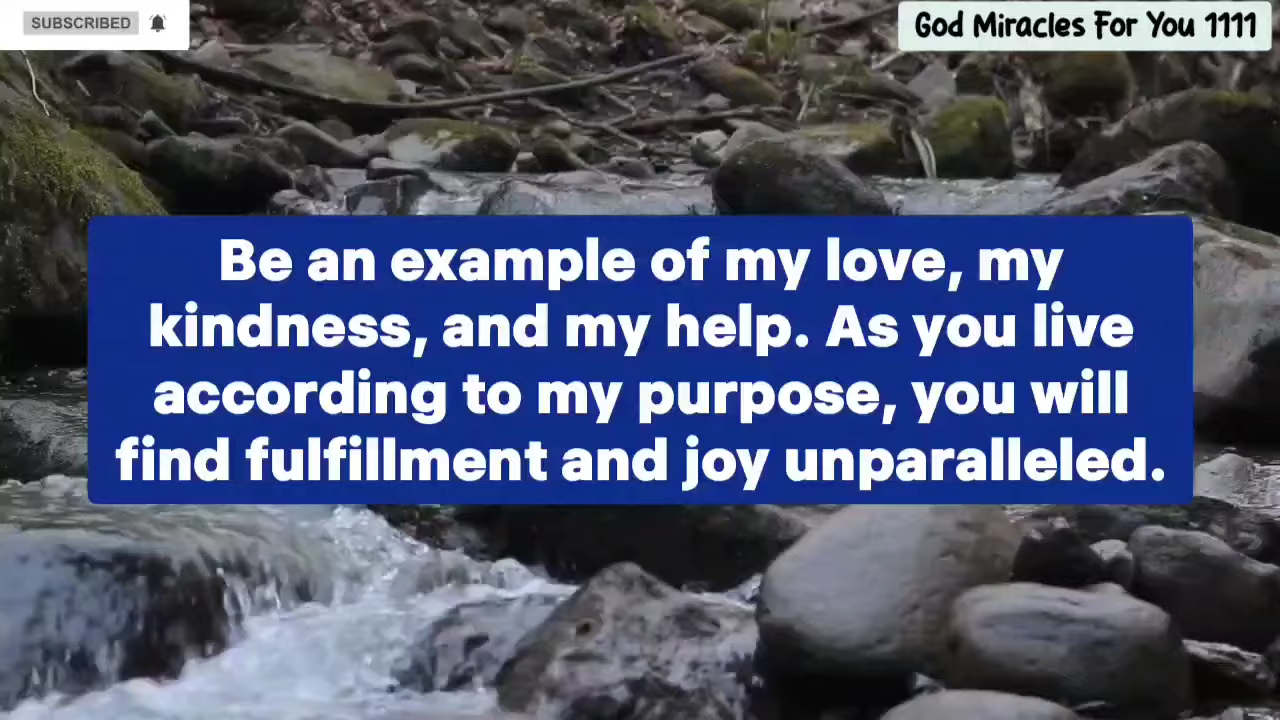 SUBSCRIBED
God Miracles For You 1111
Be an example of my love, my
kindness, and my help. As you live
according to my purpose, you will
find fulfillment and joy unparalleled.